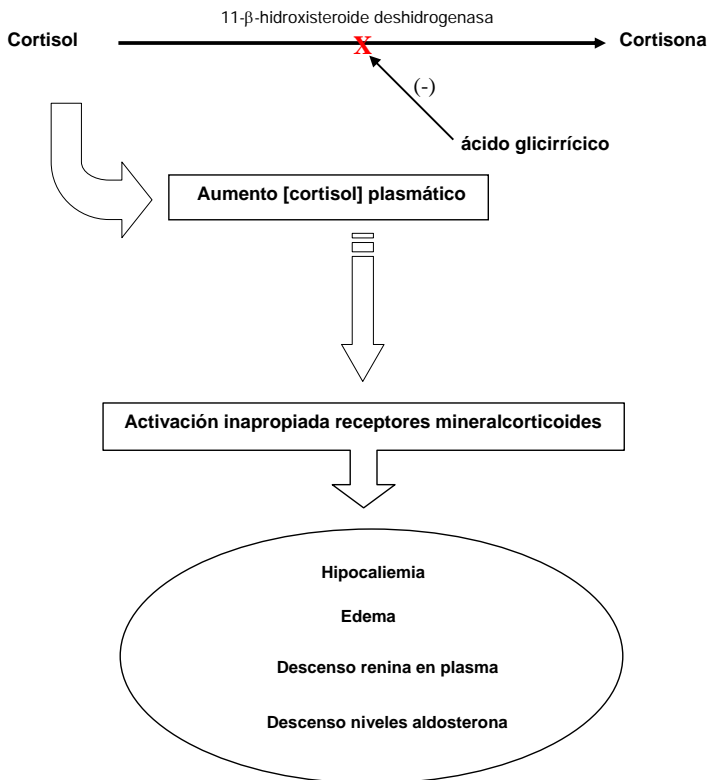 11-β-hidroxisteroide deshidrogenasa
Cortisol
X
Cortisona
(-)
ácido glicirrícico
Aumento [cortisol] plasmático
Activación inapropiada receptores mineralcorticoides
Hipocaliemia
Edema
Descenso renina en plasma
Descenso niveles aldosterona